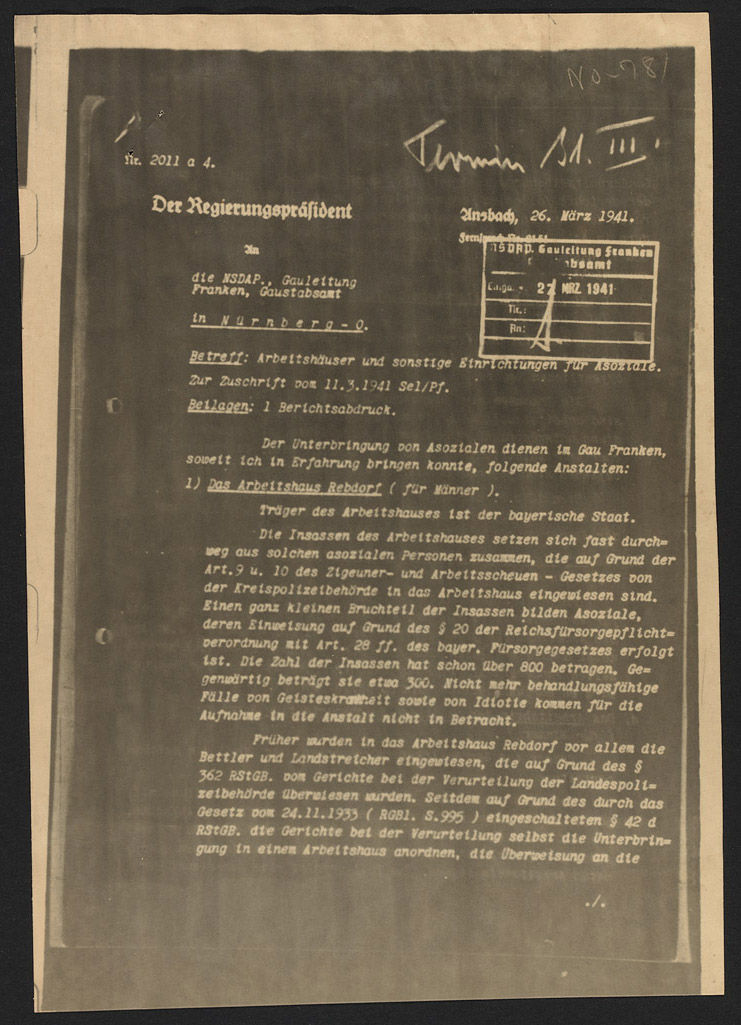 NO-781
Termin 31. III.
Nr. 2011 a 4.
Der Regierungspräsident
Ansbach, 26. März 1941.
An
NSDAP. Gauleitung Franken
die NSDAP., Gauleitung
Franken, Gaustabsamt
27 MRZ 1941
Nr.:
An:
in Nürnberg-O.
Betreff: Arbeitshäuser und sonstige Einrichtungen für Asoziale.
Zur Zuschrift vom 11.3.1941 Sel/Pf.
Beilagen: 1 Berichtsabdruck.
Der Unterbringung von Asozialen dienen im Gau Franken,
soweit ich in Erfahrung bringen konnte, folgende Anstalten:
1) Das Arbeitshaus Rebdorf ( für Männer ).
Träger des Arbeitshauses ist der bayerische Staat.
Die Insassen des Arbeitshauses setzen sich fast durch=
weg aus solchen asozialen Personen zusammen, die auf Grund der
Art.9 u. 10 des Zigeuner- und Arbeitsscheuen - Gesetzes von
der Kreispolizeibehörde in das Arbeitshaus eingewiesen sind.
Einen ganz kleinen Bruchteil der Insassen bilden Asoziale,
deren Einweisung auf Grund des § 20 der Reichsfürsorgepflicht=
verordnung mit Art. 28 ff. des bayer. Fürsorgegesetzes erfolgt
ist. Die Zahl der Insassen hat schon über 800 betragen. Ge=
genwärtig beträgt sie etwa 300. Nicht mehr behandlungsfähige
Fälle von Geisteskrankheit sowie von Idiotie kommen für die
Aufnahme in die Anstalt nicht in Betracht.
Früher wurden in das Arbeitshaus Rebdorf vor allem die
Bettler und Landstreicher eingewiesen, die auf Grund des §
362 RStGB. vom Gerichte bei der Verurteilung der Landespoli=
zeibehörde überwiesen wurden. Seitdem auf Grund des durch das
Gesetz vom 24.11.1933 ( RGBl. S.995 ) eingeschalteten § 42 d
RStGB. die Gerichte bei der Verurteilung selbst die Unterbrin=
gung in einem Arbeitshaus anordnen, die Überweisung an die
./.